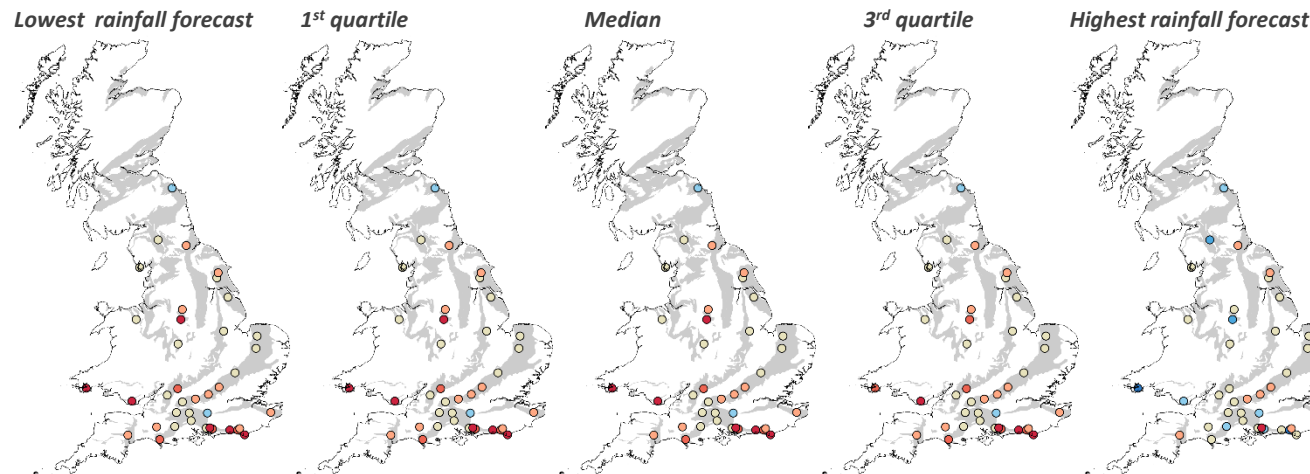 Lowest rainfall forecast
1st quartile
Median
3rd quartile
Highest rainfall forecast